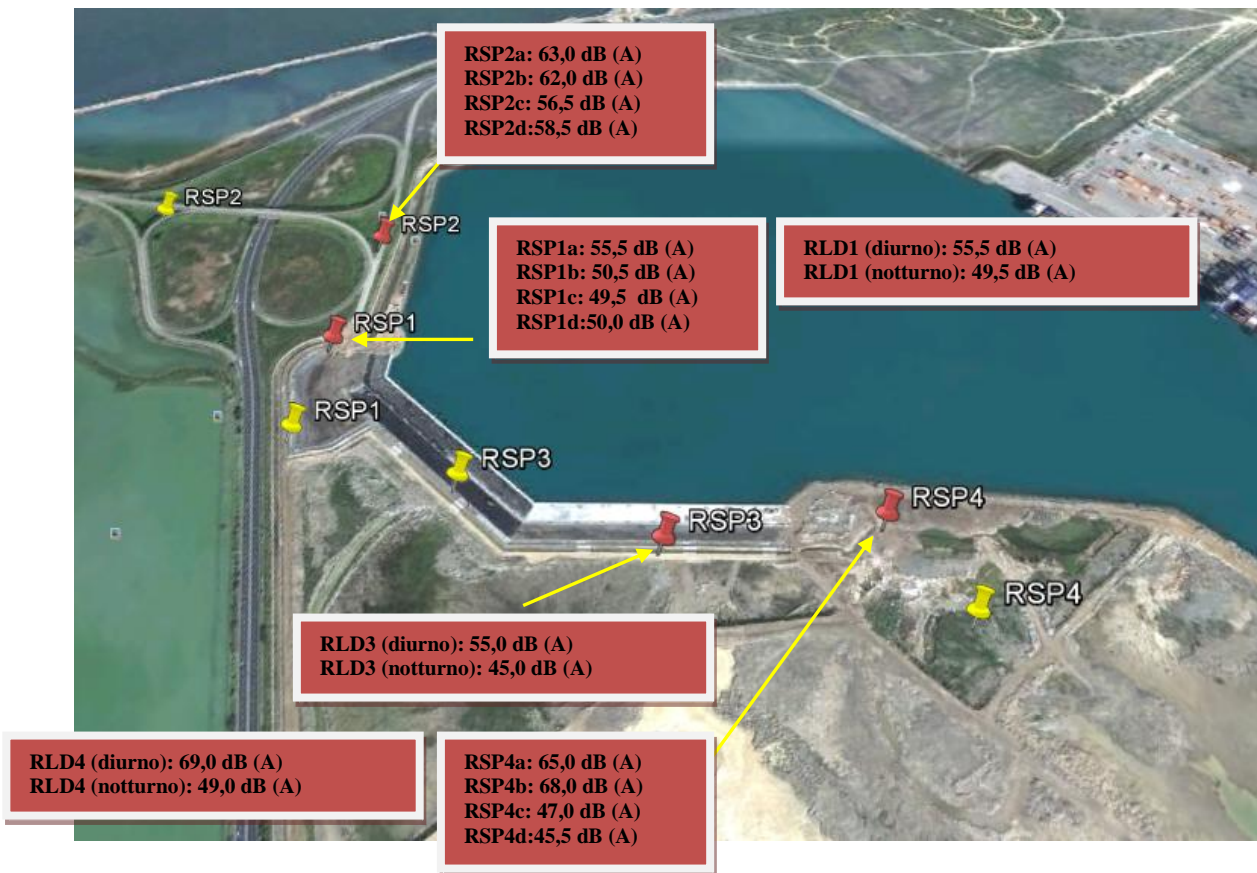 RSP2a: 63,0 dB (A)
RSP2b: 62,0 dB (A)
RSP2c: 56,5 dB (A)
RSP2d:58,5 dB (A)
RSP2
RSP2
RSP1a: 55,5 dB (A)
RSP1b: 50,5 dB (A)
RSP1c: 49,5 dB (A)
RSP1d:50,0 dB (A)
RLD1 (diurno): 55,5 dB (A)
RLD1 (notturno): 49,5 dB (A)
RSP1
RSP1
RSP3
RSP3
RSP4
RSP4
RLD3 (diurno): 55,0 dB (A)
RLD3 (notturno): 45,0 dB (A)
RLD4 (diurno): 69,0 dB (A)
RLD4 (notturno): 49,0 dB (A)
RSP4a: 65,0 dB (A)
RSP4b: 68,0 dB (A)
RSP4c: 47,0 dB (A)
RSP4d:45,5 dB (A)